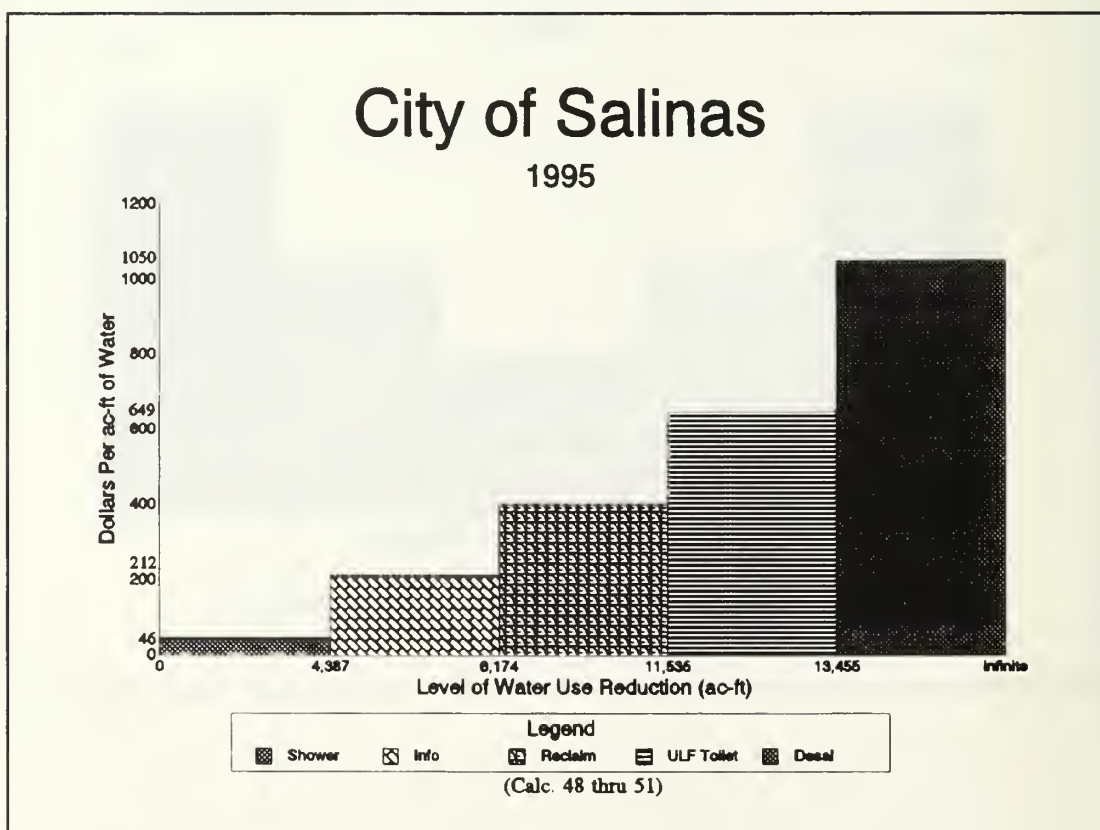 City of Salinas
1995
1200
1050
1000
800
649
600
400
212
200
46
0
Dollars Per ac-ft of Water
0 4,387 6,174 11,536 13,455 Infinite
Level of Water Use Reduction (ac-ft)
Legend
Shower Info Reclaim ULF Toilet Desal
(Calc. 48 thru 51)